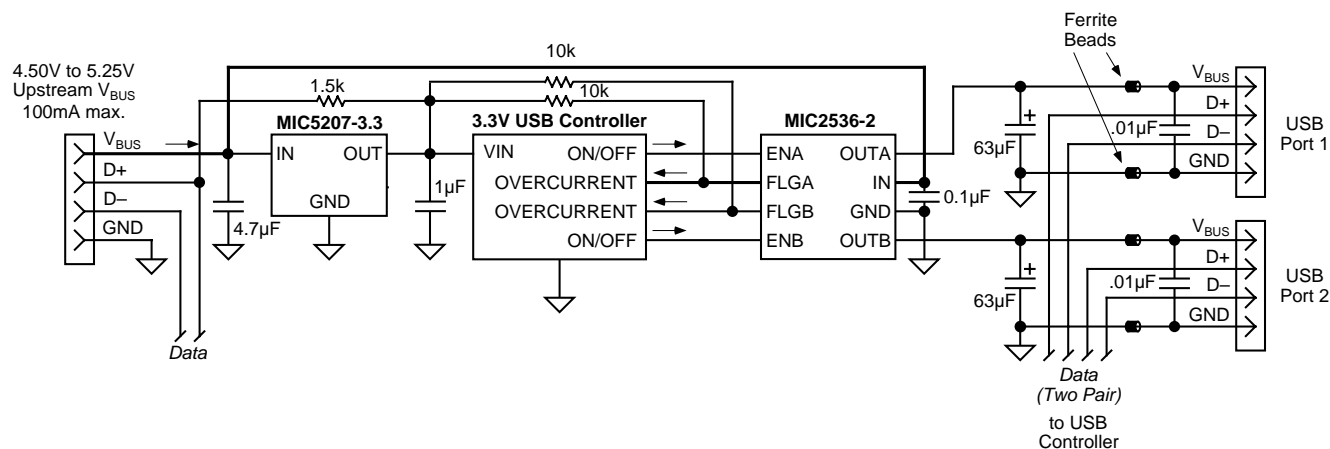 4.50V to 5.25V
Upstream VBUS
100mA max.
VBUS
D+
D–
GND
Data
4.7µF
1.5k
MIC5207-3.3
IN
OUT
GND
1µF
10k
10k
3.3V USB Controller
VIN
ON/OFF
OVERCURRENT
OVERCURRENT
ON/OFF
MIC2536-2
ENA
OUTA
FLGA
IN
FLGB
GND
ENB
OUTB
0.1µF
Ferrite
Beads
+
63µF
.01µF
VBUS
D+
D–
GND
USB
Port 1
+
63µF
.01µF
VBUS
D+
D–
GND
USB
Port 2
Data
(Two Pair)
to USB
Controller